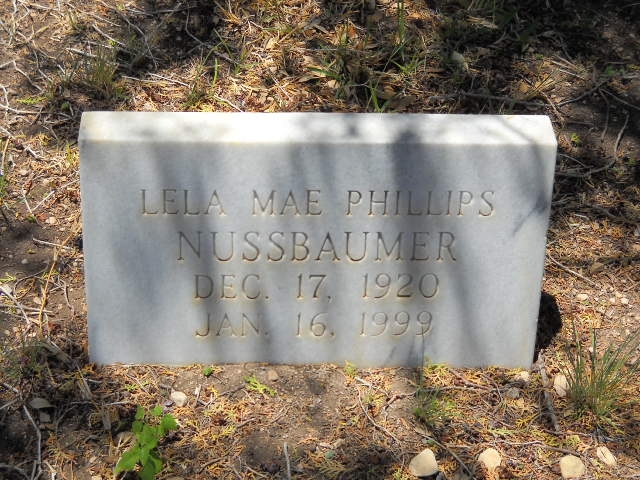 LELA MAE PHILLIPS
NUSSBAUMER
DEC. 17, 1920
JAN. 16, 1999